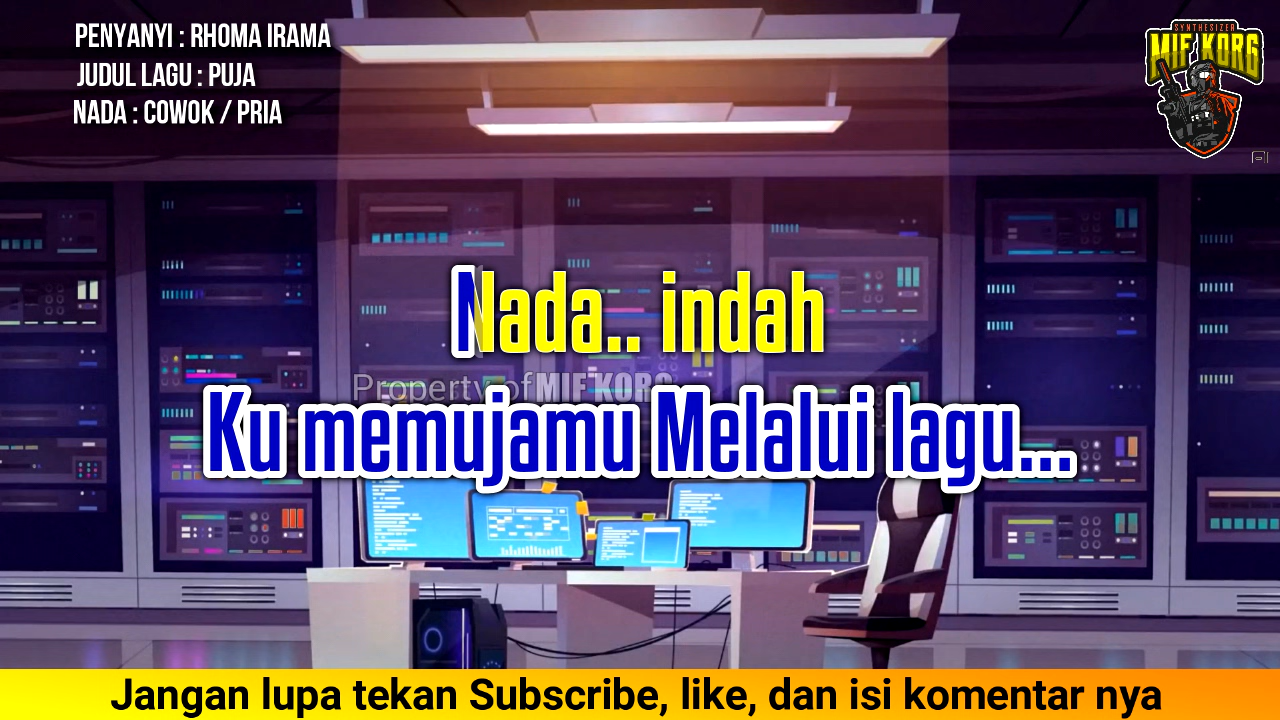 PENYANYI : RHOMA IRAMA
JUDUL LAGU : PUJA
NADA : COWOK / PRIA
SYNTHESIZER
MIF KORG
Nada.. indah
Property of MIF KORG
Ku memujamu Melalui lagu...
Jangan lupa tekan Subscribe, like, dan isi komentar nya